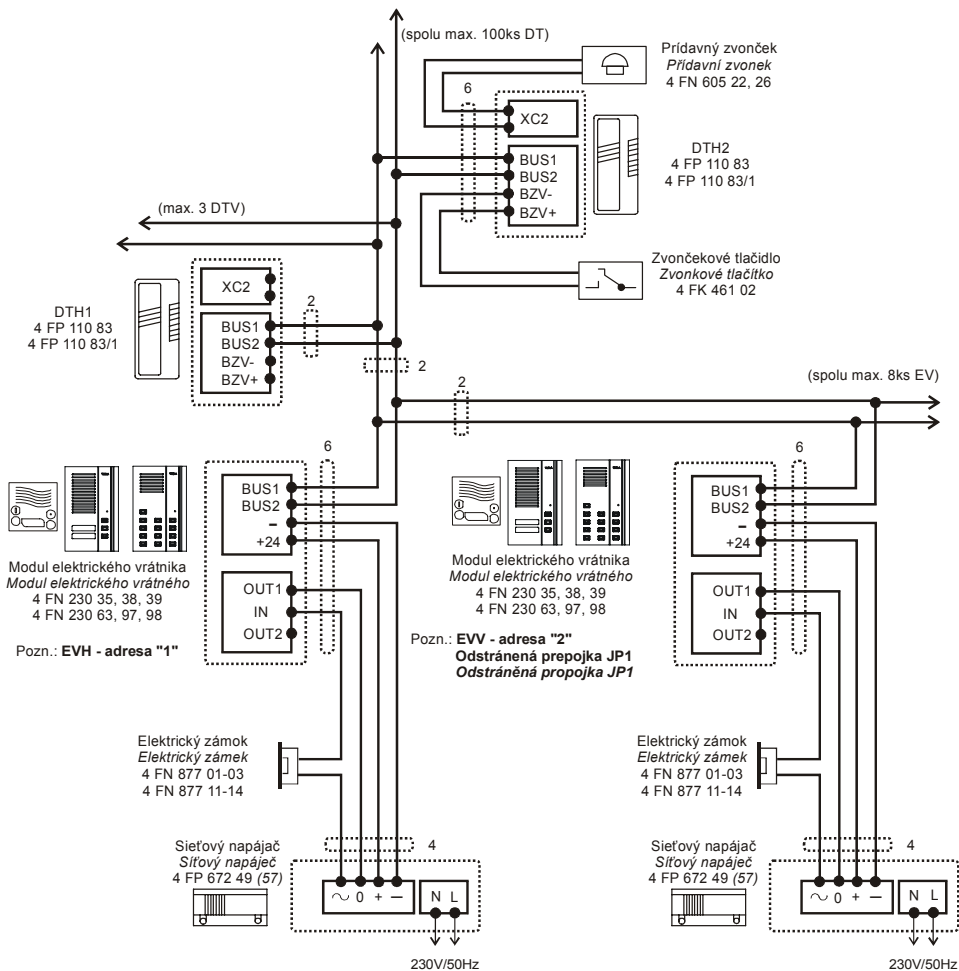 (spolu max. 100ks DT)
Prídavný zvonček
Přídavní zvonek
4 FN 605 22, 26
6
XC2
BUS1
BUS2
BZV-
BZV+
DTH2
4 FP 110 83
4 FP 110 83/1
(max. 3 DTV)
Zvončekové tlačidlo
Zvonkové tlačítko
4 FK 461 02
DTH1
4 FP 110 83
4 FP 110 83/1
XC2
BUS1
BUS2
BZV-
BZV+
2
2
2
(spolu max. 8ks EV)
6
BUS1
BUS2
–
+24
OUT1
IN
OUT2
Modul elektrického vrátnika
Modul elektrického vrátného
4 FN 230 35, 38, 39
4 FN 230 63, 97, 98
Pozn.: EVH - adresa "1"
6
BUS1
BUS2
–
+24
OUT1
IN
OUT2
Modul elektrického vrátnika
Modul elektrického vrátného
4 FN 230 35, 38, 39
4 FN 230 63, 97, 98
Pozn.: EVV - adresa "2"
Odstránená prepojka JP1
Odstráněná propojka JP1
Elektrický zámok
Elektrický zámek
4 FN 877 01-03
4 FN 877 11-14
Elektrický zámok
Elektrický zámek
4 FN 877 01-03
4 FN 877 11-14
Sieťový napájač
Síťový napáječ
4 FP 672 49 (57)
4
~ 0 + –
N L
230V/50Hz
Sieťový napájač
Síťový napáječ
4 FP 672 49 (57)
4
~ 0 + –
N L
230V/50Hz